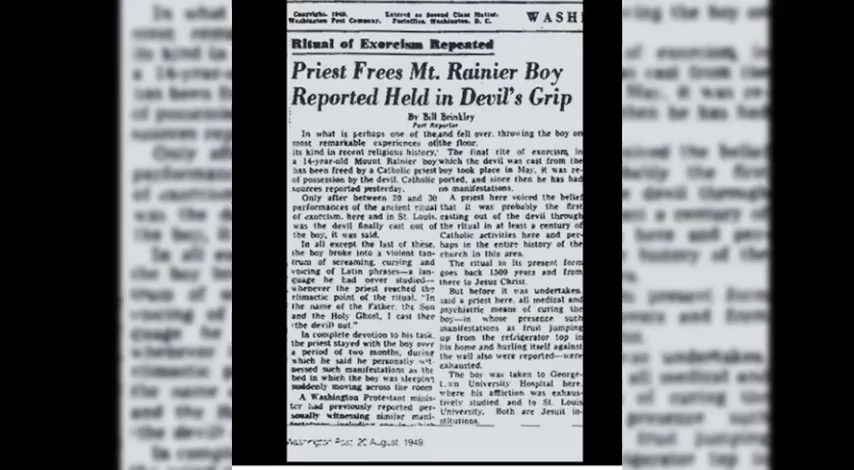 Copyright, 1949,
Washington Post Company.
Entered as Second Class Matter,
Postoffice, Washington, D. C.
WASHI
Ritual of Exorcism Repeated
Priest Frees Mt. Rainier Boy
Reported Held in Devil's Grip
By Bill Brinkley
Post Reporter
In what is perhaps one of the
most remarkable experiences of
its kind in recent religious history,
a 14-year-old Mount Rainier boy
has been freed by a Catholic priest
of possession by the devil, Catholic
sources reported yesterday.
Only after between 20 and 30
performances of the ancient ritual
of exorcism, here and in St. Louis,
was the devil finally cast out of
the boy, it was said.
In all except the last of these,
the boy broke into a violent tan-
trum of screaming, cursing and
voicing of Latin phrases—a lan-
guage he had never studied—
whenever the priest reached the
climactic point of the ritual, "In
the name of the Father, the Son
and the Holy Ghost, I cast thee
(the devil) out."
In complete devotion to his task,
the priest stayed with the boy over
a period of two months, during
which he said he personally wit-
nessed such manifestations as the
bed in which the boy was sleeping
suddenly moving across the room.
A Washington Protestant minis-
ter had previously reported per-
sonally witnessing similar mani-
festations, including one in which
and fell over, throwing the boy on
the floor.
The final rite of exorcism, in
which the devil was cast from the
boy took place in May, it was re-
ported, and since then he has had
no manifestations.
A priest here voiced the belief
that it was probably the first
casting out of the devil through
the ritual in at least a century of
Catholic activities here and per-
haps in the entire history of the
church in this area.
The ritual in its present form
goes back 1500 years and from
there to Jesus Christ.
But before it was undertaken,
said a priest here, all medical and
psychiatric means of curing the
boy—in whose presence such
manifestations as fruit jumping
up from the refrigerator top in
his home and hurling itself against
the wall also were reported—were
exhausted.
The boy was taken to George-
town University Hospital here,
where his affliction was exhaus-
tively studied, and to St. Louis
University. Both are Jesuit in-
stitutions.
Washington Post: 20 August, 1949.